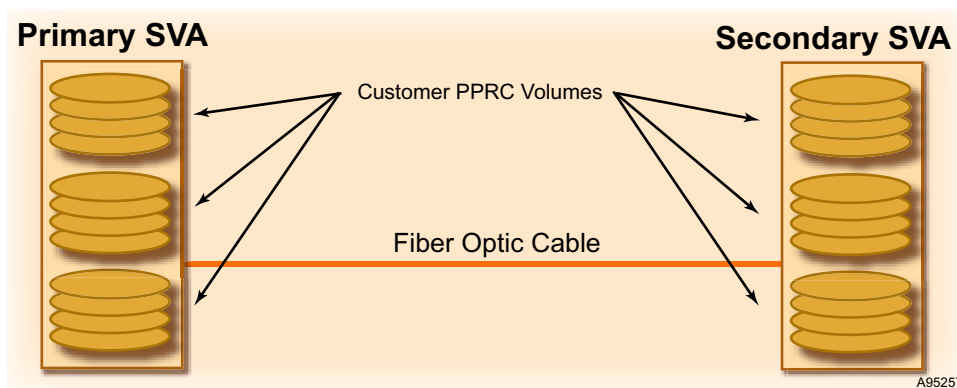 Primary SVA
Secondary SVA
Customer PPRC Volumes
Fiber Optic Cable